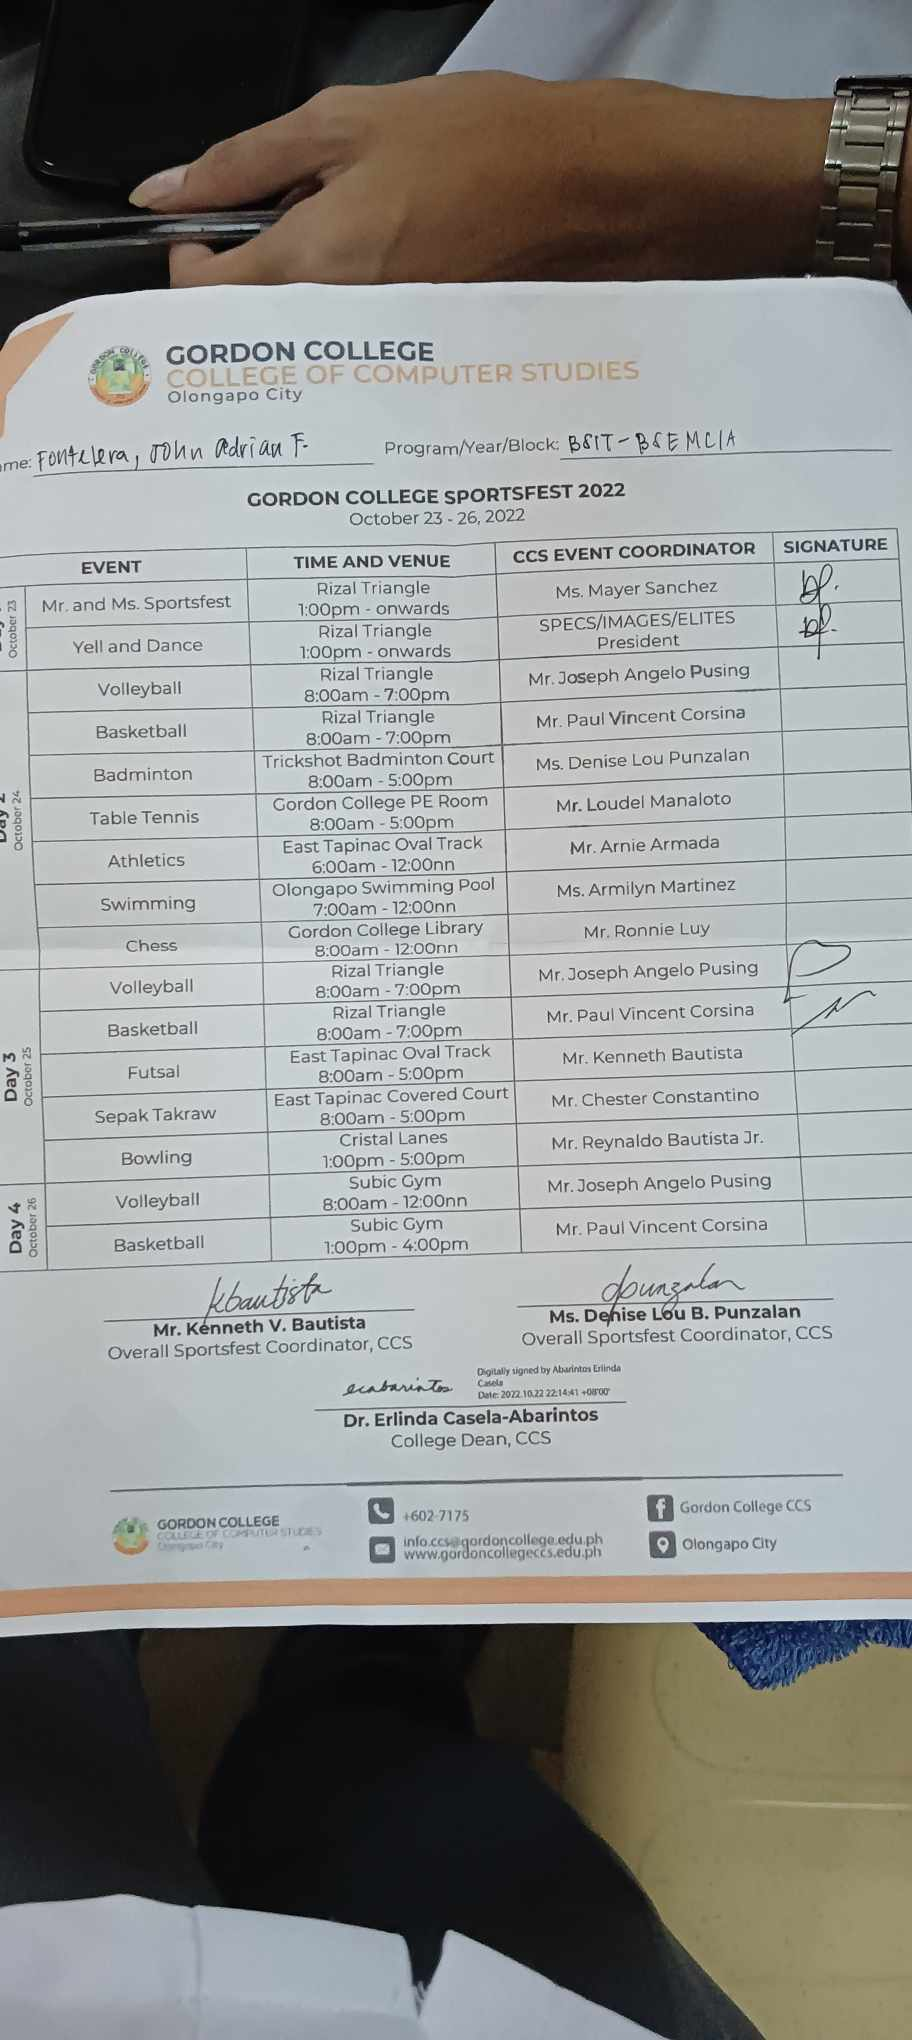 GORDON COLLEGE
COLLEGE OF COMPUTER STUDIES
Olongapo City
ame: Fontelera, John Adrian F. Program/Year/Block: BSIT-BSEMC1A
GORDON COLLEGE SPORTSFEST 2022
October 23 - 26, 2022
EVENT TIME AND VENUE CCS EVENT COORDINATOR SIGNATURE
October 23
Mr. and Ms. Sportsfest Rizal Triangle 1:00pm - onwards Ms. Mayer Sanchez
Yell and Dance Rizal Triangle 1:00pm - onwards SPECS/IMAGES/ELITES President
Day 2 October 24
Volleyball Rizal Triangle 8:00am - 7:00pm Mr. Joseph Angelo Pusing
Basketball Rizal Triangle 8:00am - 7:00pm Mr. Paul Vincent Corsina
Badminton Trickshot Badminton Court 8:00am - 5:00pm Ms. Denise Lou Punzalan
Table Tennis Gordon College PE Room 8:00am - 5:00pm Mr. Loudel Manaloto
Athletics East Tapinac Oval Track 6:00am - 12:00nn Mr. Arnie Armada
Swimming Olongapo Swimming Pool 7:00am - 12:00nn Ms. Armilyn Martinez
Chess Gordon College Library 8:00am - 12:00nn Mr. Ronnie Luy
Day 3 October 25
Volleyball Rizal Triangle 8:00am - 7:00pm Mr. Joseph Angelo Pusing
Basketball Rizal Triangle 8:00am - 7:00pm Mr. Paul Vincent Corsina
Futsal East Tapinac Oval Track 8:00am - 5:00pm Mr. Kenneth Bautista
Sepak Takraw East Tapinac Covered Court 8:00am - 5:00pm Mr. Chester Constantino
Bowling Cristal Lanes 1:00pm - 5:00pm Mr. Reynaldo Bautista Jr.
Day 4 October 26
Volleyball Subic Gym 8:00am - 12:00nn Mr. Joseph Angelo Pusing
Basketball Subic Gym 1:00pm - 4:00pm Mr. Paul Vincent Corsina
kbautista dpunzalan
Mr. Kenneth V. Bautista Ms. Denise Lou B. Punzalan
Overall Sportsfest Coordinator, CCS Overall Sportsfest Coordinator, CCS
ecabarintos Digitally signed by Abarintos Erlinda
Casela
Date: 2022.10.22 22:14:41 +08'00'
Dr. Erlinda Casela-Abarintos
College Dean, CCS
GORDON COLLEGE
COLLEGE OF COMPUTER STUDIES
Olongapo City
+602-7175
info.ccs@gordoncollege.edu.ph
www.gordoncollegeccs.edu.ph
Gordon College CCS
Olongapo City